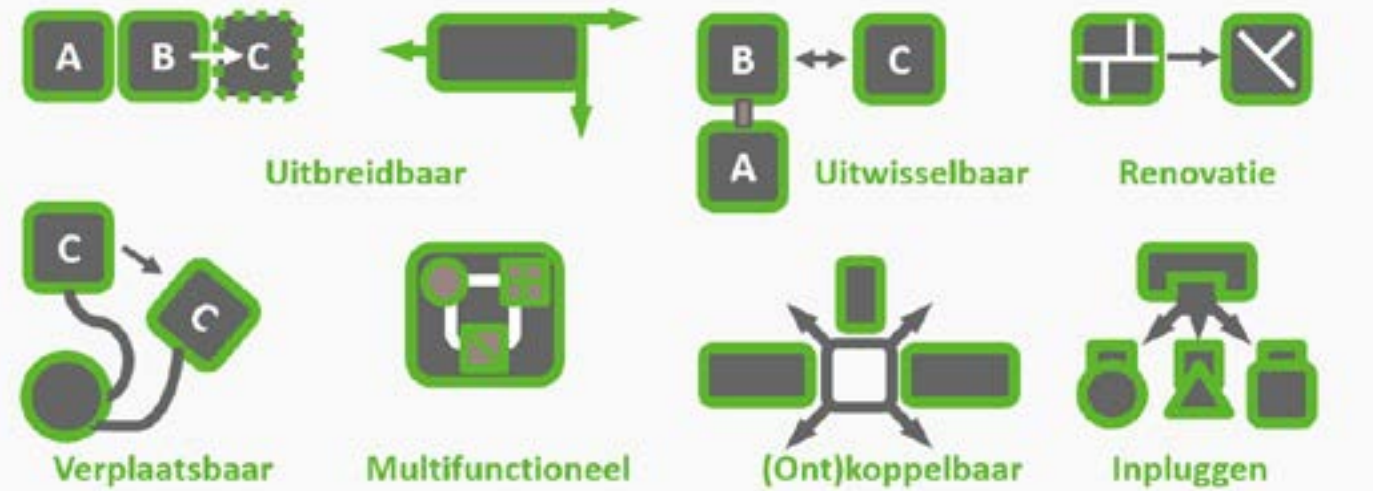 A B C
B C
A
Uitbreidbaar
Uitwisselbaar
Renovatie
C
C
Verplaatsbaar
Multifunctioneel
(Ont)koppelbaar
Inpluggen